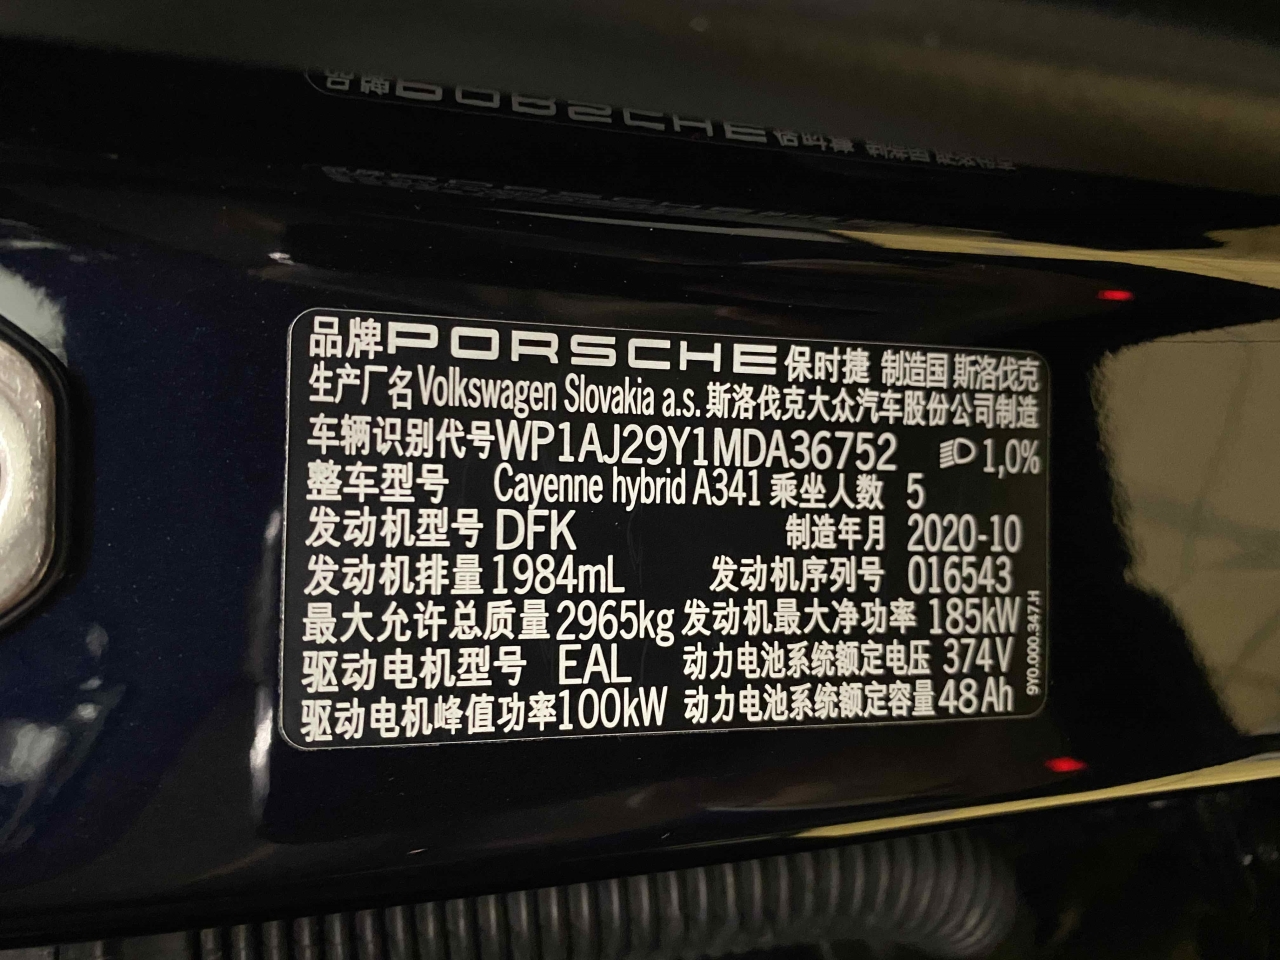 品牌PORSCHE保时捷 制造国 斯洛伐克
生产厂名Volkswagen Slovakia a.s.斯洛伐克大众汽车股份公司制造
车辆识别代号WP1AJ29Y1MDA36752 1,0%
整车型号 Cayenne hybrid A341 乘坐人数 5
发动机型号 DFK 制造年月 2020-10
发动机排量1984mL 发动机序列号 016543
最大允许总质量2965kg 发动机最大净功率 185kW
驱动电机型号 EAL 动力电池系统额定电压 374V
驱动电机峰值功率100kW 动力电池系统额定容量48Ah
9Y0.000.347.H